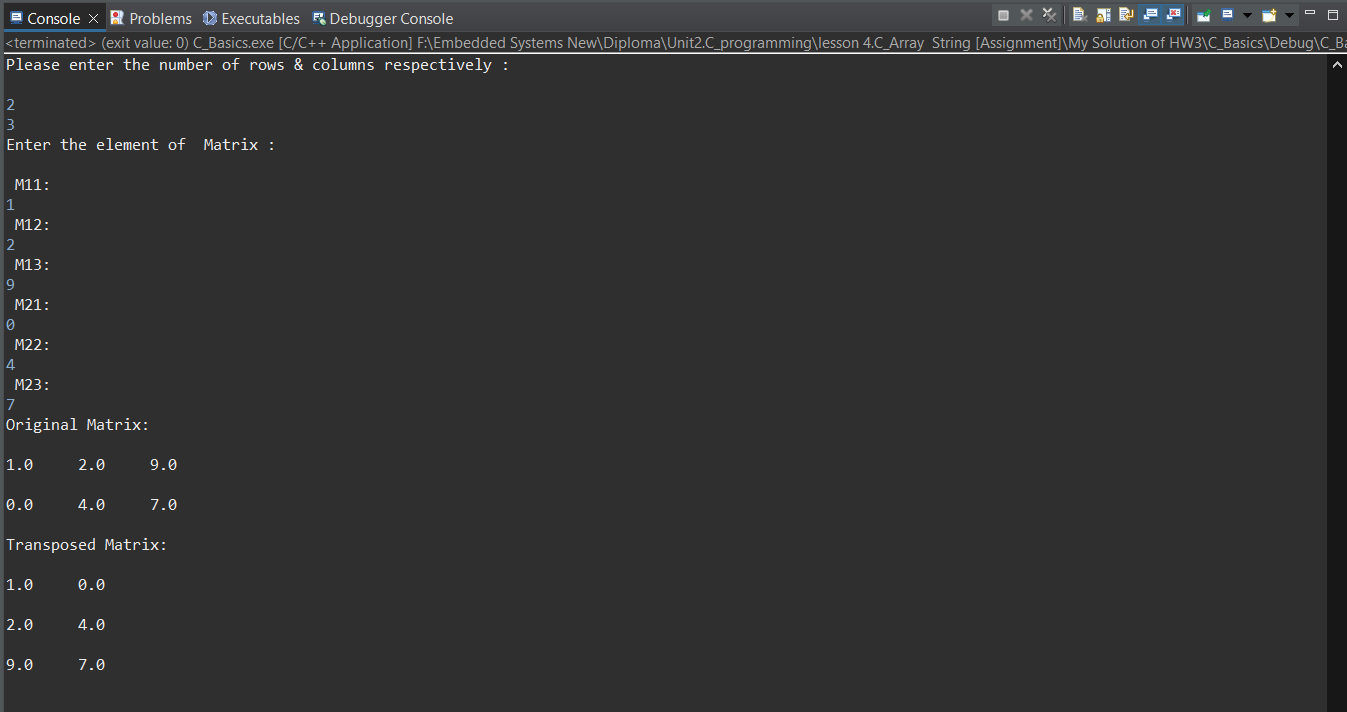 Console Problems Executables Debugger Console
<terminated> (exit value: 0) C_Basics.exe [C/C++ Application] F:\Embedded Systems New\Diploma\Unit2.C_programming\lesson 4.C_Array  String [Assignment]\My Solution of HW3\C_Basics\Debug\C_Ba
Please enter the number of rows & columns respectively :
2
3
Enter the element of  Matrix :
M11:
1
M12:
2
M13:
9
M21:
0
M22:
4
M23:
7
Original Matrix:
1.0     2.0     9.0
0.0     4.0     7.0
Transposed Matrix:
1.0     0.0
2.0     4.0
9.0     7.0